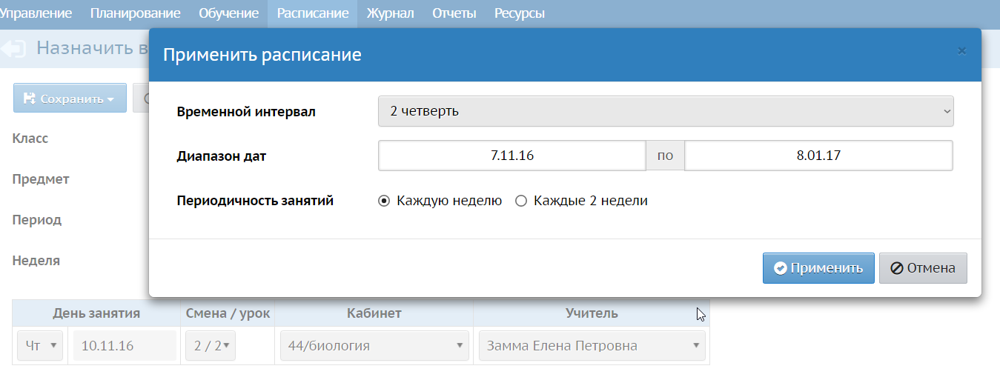 Управление Планирование Обучение Расписание Журнал Отчеты Ресурсы
Назначить в
Применить расписание
×
Сохранить
Временной интервал 2 четверть
Класс
Диапазон дат 7.11.16 по 8.01.17
Предмет
Периодичность занятий Каждую неделю Каждые 2 недели
Период
Неделя
Применить Отмена
День занятия Смена / урок Кабинет Учитель
Чт 10.11.16 2 / 2 44/биология Замма Елена Петровна